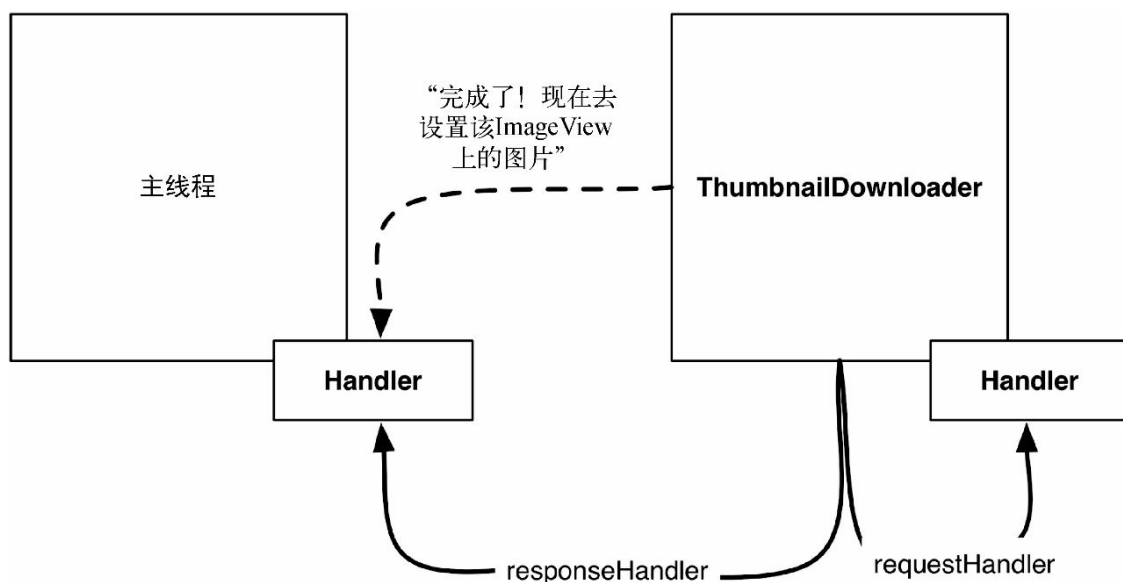 “完成了！现在去
设置该ImageView
上的图片”
主线程
ThumbnailDownloader
Handler
Handler
responseHandler
requestHandler